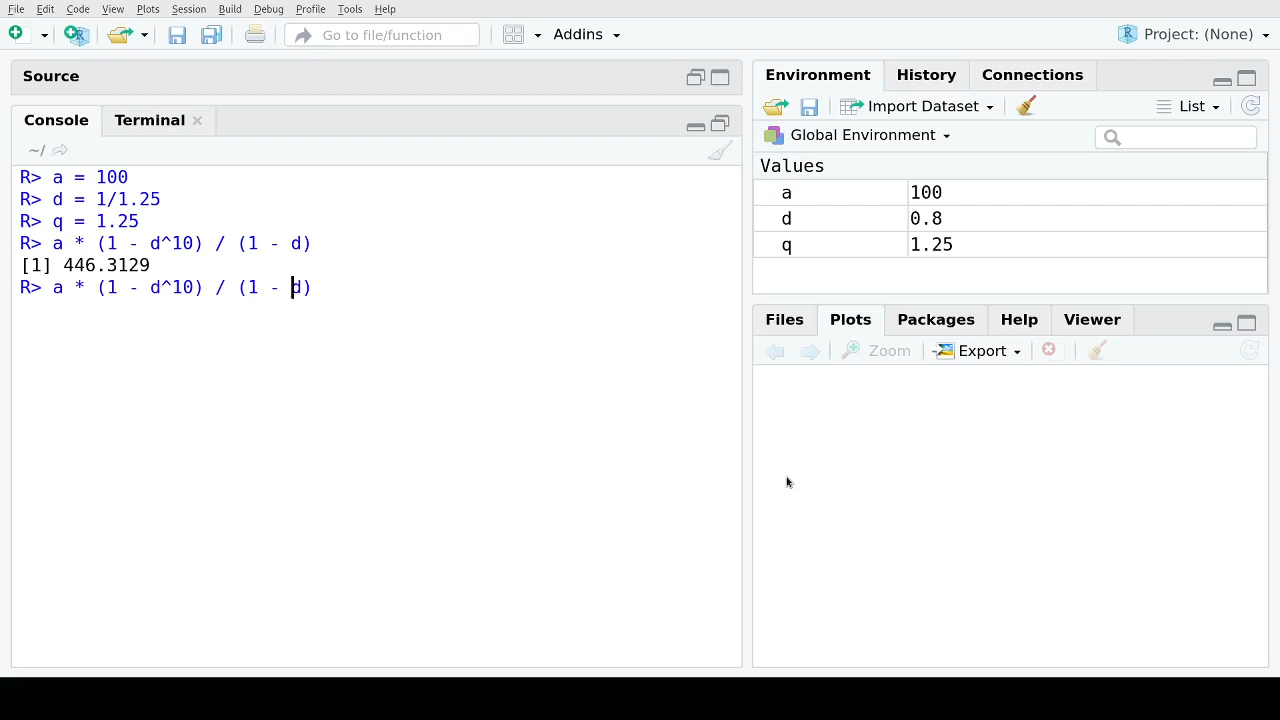 File Edit Code View Plots Session Build Debug Profile Tools Help
Go to file/function Addins Project: (None)
Source
Console Terminal
~/
R> a = 100
R> d = 1/1.25
R> q = 1.25
R> a * (1 - d^10) / (1 - d)
[1] 446.3129
R> a * (1 - d^10) / (1 - d)
Environment History Connections
Import Dataset List
Global Environment
Values
a 100
d 0.8
q 1.25
Files Plots Packages Help Viewer
Zoom Export